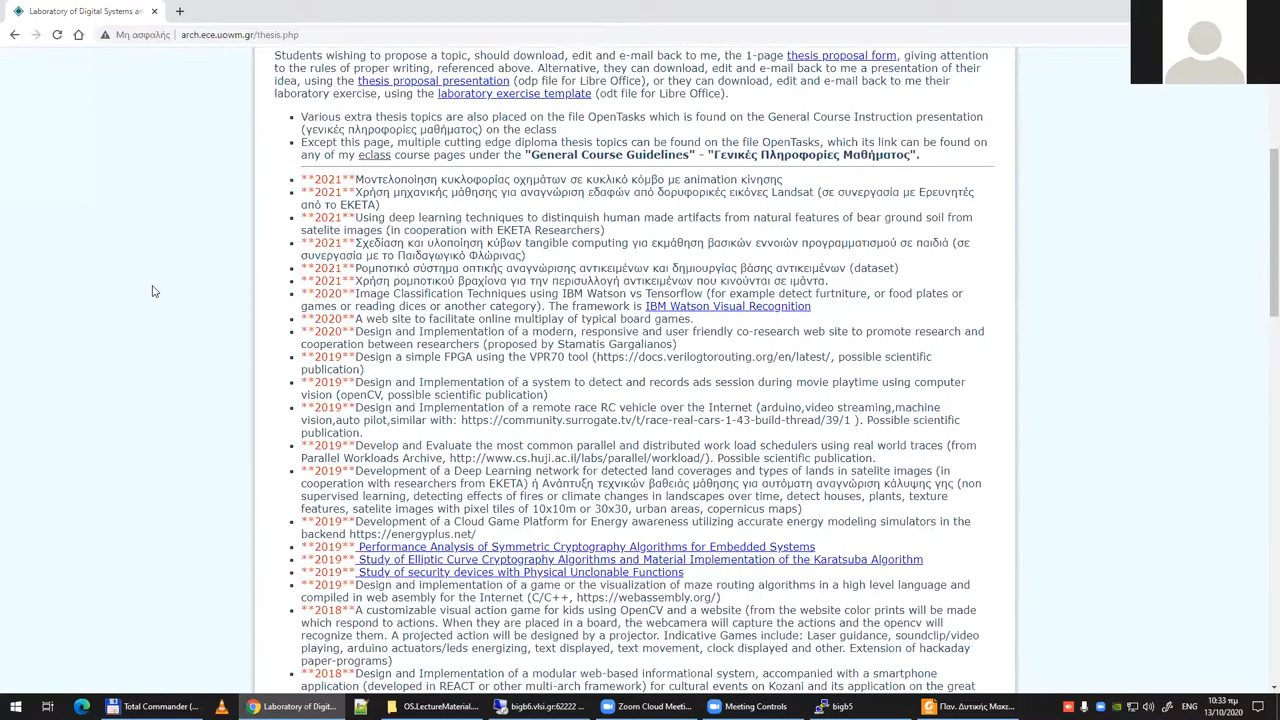 Laboratory of Digital Systems an
Μη ασφαλής
arch.ece.uowm.gr/thesis.php
Students wishing to propose a topic, should download, edit and e-mail back to me, the 1-page thesis proposal form, giving attention
to the rules of proper writing, referenced above. Alternative, they can download, edit and e-mail back to me a presentation of their
idea, using the thesis proposal presentation (odp file for Libre Office), or they can download, edit and e-mail back to me their
laboratory exercise, using the laboratory exercise template (odt file for Libre Office).
Various extra thesis topics are also placed on the file OpenTasks which is found on the General Course Instruction presentation
(γενικές πληροφορίες μαθήματος) on the eclass
Except this page, multiple cutting edge diploma thesis topics can be found on the file OpenTasks, which its link can be found on
any of my eclass course pages under the "General Course Guidelines" - "Γενικές Πληροφορίες Μαθήματος".
**2021**Μοντελοποίηση κυκλοφορίας οχημάτων σε κυκλικό κόμβο με animation κίνησης
**2021**Χρήση μηχανικής μάθησης για αναγνώριση εδαφών από δορυφορικές εικόνες Landsat (σε συνεργασία με Ερευνητές
από το ΕΚΕΤΑ)
**2021**Using deep learning techniques to distinquish human made artifacts from natural features of bear ground soil from
satelite images (in cooperation with EKETA Researchers)
**2021**Σχεδίαση και υλοποίηση κύβων tangible computing για εκμάθηση βασικών εννοιών προγραμματισμού σε παιδιά (σε
συνεργασία με το Παιδαγωγικό Φλώρινας)
**2021**Ρομποτικό σύστημα οπτικής αναγνώρισης αντικειμένων και δημιουργίας βάσης αντικειμένων (dataset)
**2021**Χρήση ρομποτικού βραχίονα για την περισυλλογή αντικειμένων που κινούνται σε ιμάντα.
**2020**Image Classification Techniques using IBM Watson vs Tensorflow (for example detect furtniture, or food plates or
games or reading dices or another category). The framework is IBM Watson Visual Recognition
**2020**A web site to facilitate online multiplay of typical board games.
**2020**Design and Implementation of a modern, responsive and user friendly co-research web site to promote research and
cooperation between researchers (proposed by Stamatis Gargalianos)
**2019**Design a simple FPGA using the VPR70 tool (https://docs.verilogtorouting.org/en/latest/, possible scientific
publication)
**2019**Design and Implementation of a system to detect and records ads session during movie playtime using computer
vision (openCV, possible scientific publication)
**2019**Design and Implementation of a remote race RC vehicle over the Internet (arduino,video streaming,machine
vision,auto pilot,similar with: https://community.surrogate.tv/t/race-real-cars-1-43-build-thread/39/1 ). Possible scientific
publication.
**2019**Develop and Evaluate the most common parallel and distributed work load schedulers using real world traces (from
Parallel Workloads Archive, http://www.cs.huji.ac.il/labs/parallel/workload/). Possible scientific publication.
**2019**Development of a Deep Learning network for detected land coverages and types of lands in satelite images (in
cooperation with researchers from EKETA) ή Ανάπτυξη τεχνικών βαθειάς μάθησης για αυτόματη αναγνώριση κάλυψης γης (non
supervised learning, detecting effects of fires or climate changes in landscapes over time, detect houses, plants, texture
features, satelite images with pixel tiles of 10x10m or 30x30, urban areas, copernicus maps)
**2019**Development of a Cloud Game Platform for Energy awareness utilizing accurate energy modeling simulators in the
backend https://energyplus.net/
**2019** Performance Analysis of Symmetric Cryptography Algorithms for Embedded Systems
**2019** Study of Elliptic Curve Cryptography Algorithms and Material Implementation of the Karatsuba Algorithm
**2019** Study of security devices with Physical Unclonable Functions
**2019**Design and implementation of a game or the visualization of maze routing algorithms in a high level language and
compiled in web asembly for the Internet (C/C++, https://webassembly.org/)
**2018**A customizable visual action game for kids using OpenCV and a website (from the website color prints will be made
which respond to actions. When they are placed in a board, the webcamera will capture the actions and the opencv will
recognize them. A projected action will be designed by a projector. Indicative Games include: Laser guidance, soundclip/video
playing, arduino actuators/leds energizing, text displayed, text movement, clock displayed and other. Extension of hackaday
paper-programs)
**2018**Design and Implementation of a modular web-based informational system, accompanied with a smartphone
application (developed in REACT or other multi-arch framework) for cultural events on Kozani and its application on the great
Total Commander (...
Laboratory of Digit...
OS.LectureMaterial....
bigb6.vlsi.gr:62222 ...
Zoom Cloud Meeti...
Meeting Controls
bigb5
Παν. Δυτικής Μακε...
ENG
10:33 πμ
13/10/2020